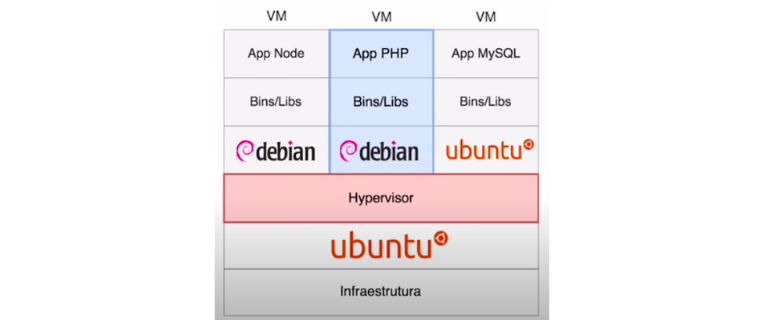 VM VM VM
App Node App PHP App MySQL
Bins/Libs Bins/Libs Bins/Libs
debian debian ubuntu
Hypervisor
ubuntu
Infraestrutura